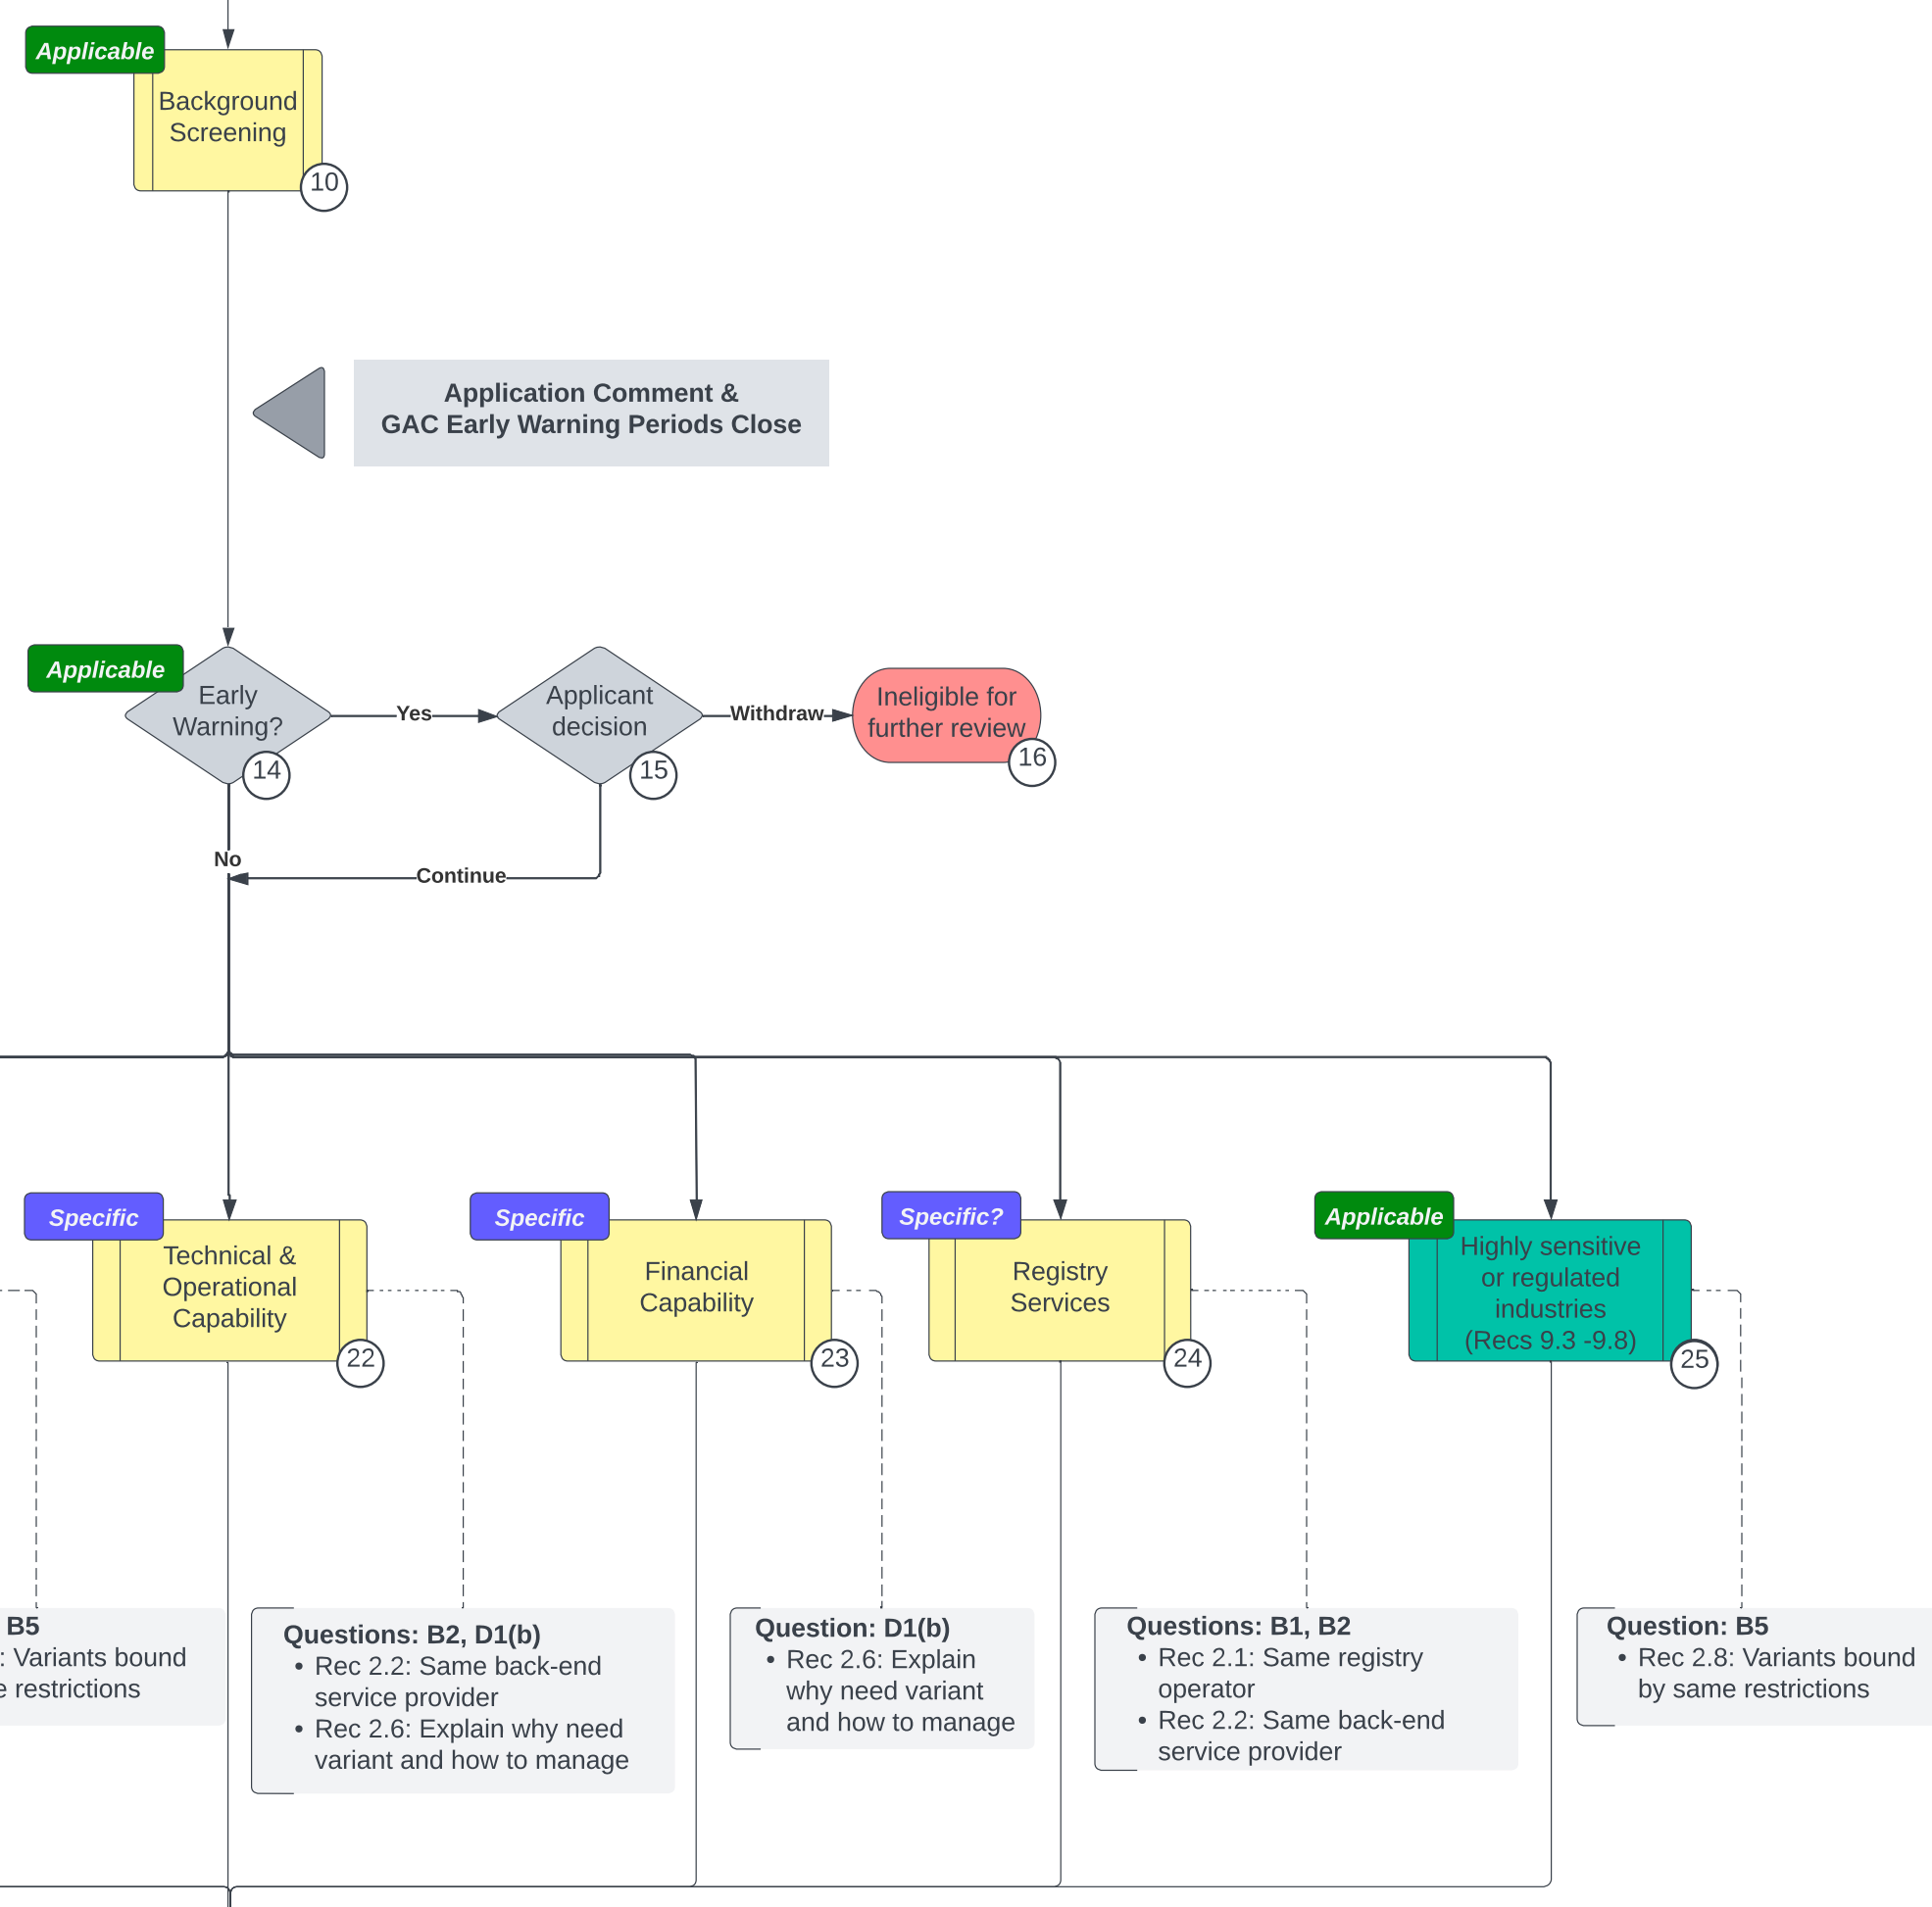 Applicable
Background
Screening
10
Application Comment &
GAC Early Warning Periods Close
Applicable
Early
Warning?
14
Yes
Applicant
decision
15
Withdraw
Ineligible for
further review
16
No
Continue
Specific
Technical &
Operational
Capability
22
Specific
Financial
Capability
23
Specific?
Registry
Services
24
Applicable
Highly sensitive
or regulated
industries
(Recs 9.3 -9.8)
25
B5
: Variants bound
e restrictions
Questions: B2, D1(b)
• Rec 2.2: Same back-end
service provider
• Rec 2.6: Explain why need
variant and how to manage
Question: D1(b)
• Rec 2.6: Explain
why need variant
and how to manage
Questions: B1, B2
• Rec 2.1: Same registry
operator
• Rec 2.2: Same back-end
service provider
Question: B5
• Rec 2.8: Variants bound
by same restrictions